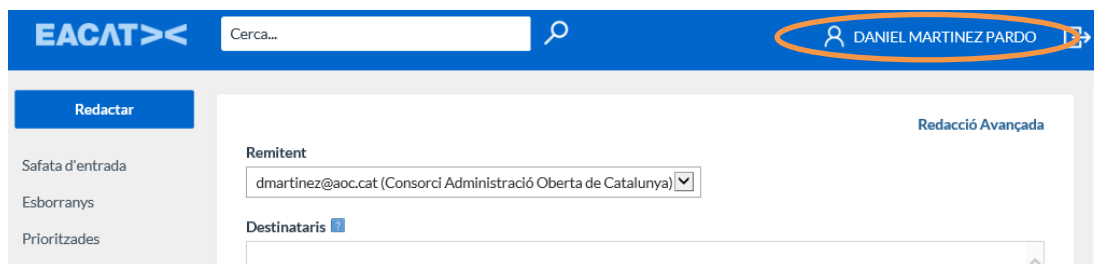 EACAT
Cerca...
DANIEL MARTINEZ PARDO
Redactar
Redacció Avançada
Safata d'entrada
Esborranys
Prioritzades
Remitent
dmartinez@aoc.cat (Consorci Administració Oberta de Catalunya)
Destinataris ?